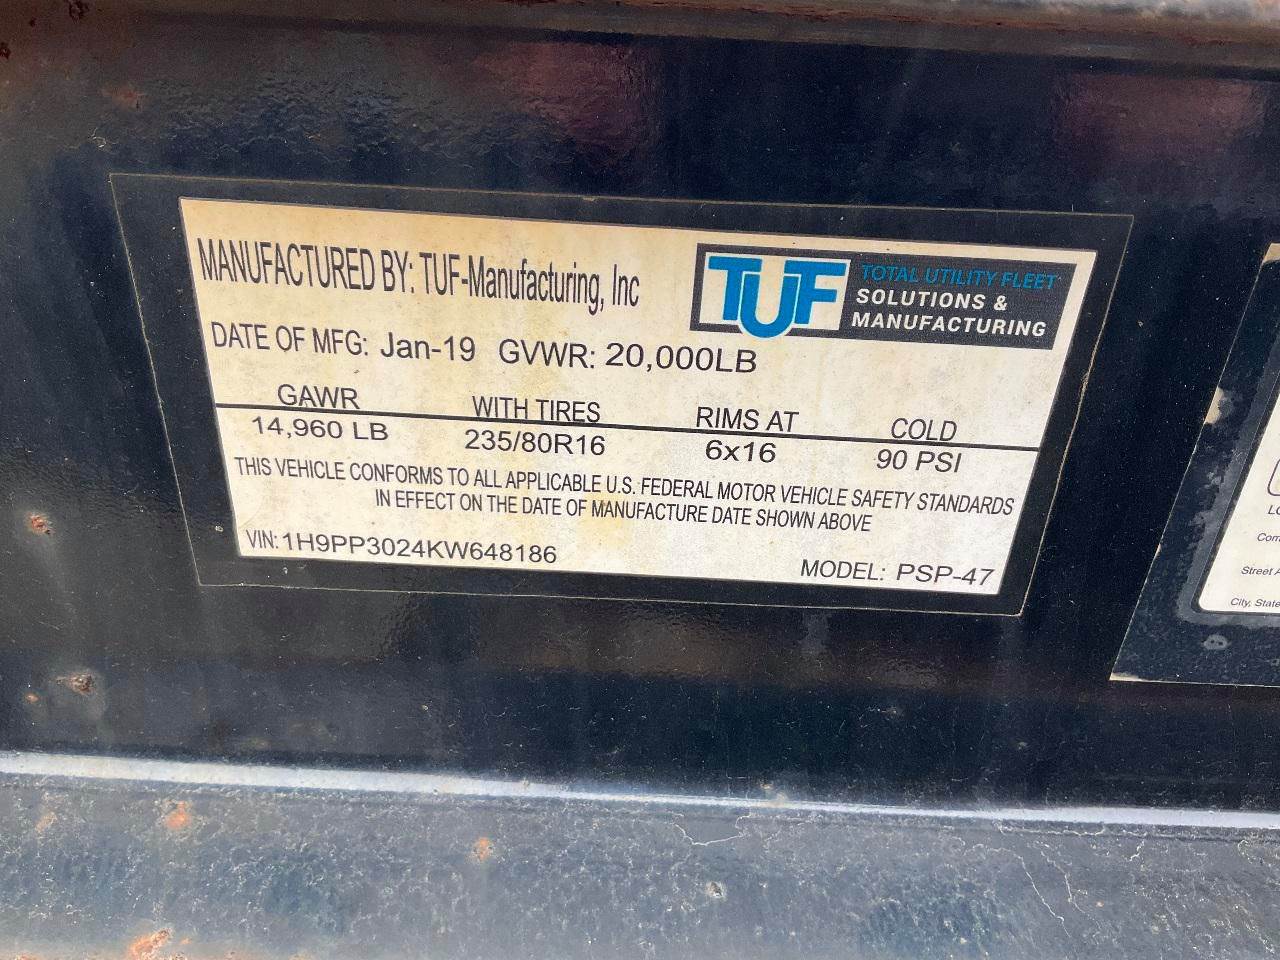 MANUFACTURED BY: TUF-Manufacturing, Inc
TUF TOTAL UTILITY FLEET
SOLUTIONS &
MANUFACTURING
DATE OF MFG: Jan-19 GVWR: 20,000LB
GAWR WITH TIRES RIMS AT COLD
14,960 LB 235/80R16 6x16 90 PSI
THIS VEHICLE CONFORMS TO ALL APPLICABLE U.S. FEDERAL MOTOR VEHICLE SAFETY STANDARDS
IN EFFECT ON THE DATE OF MANUFACTURE DATE SHOWN ABOVE
VIN: 1H9PP3024KW648186 MODEL: PSP-47
Street
City, State